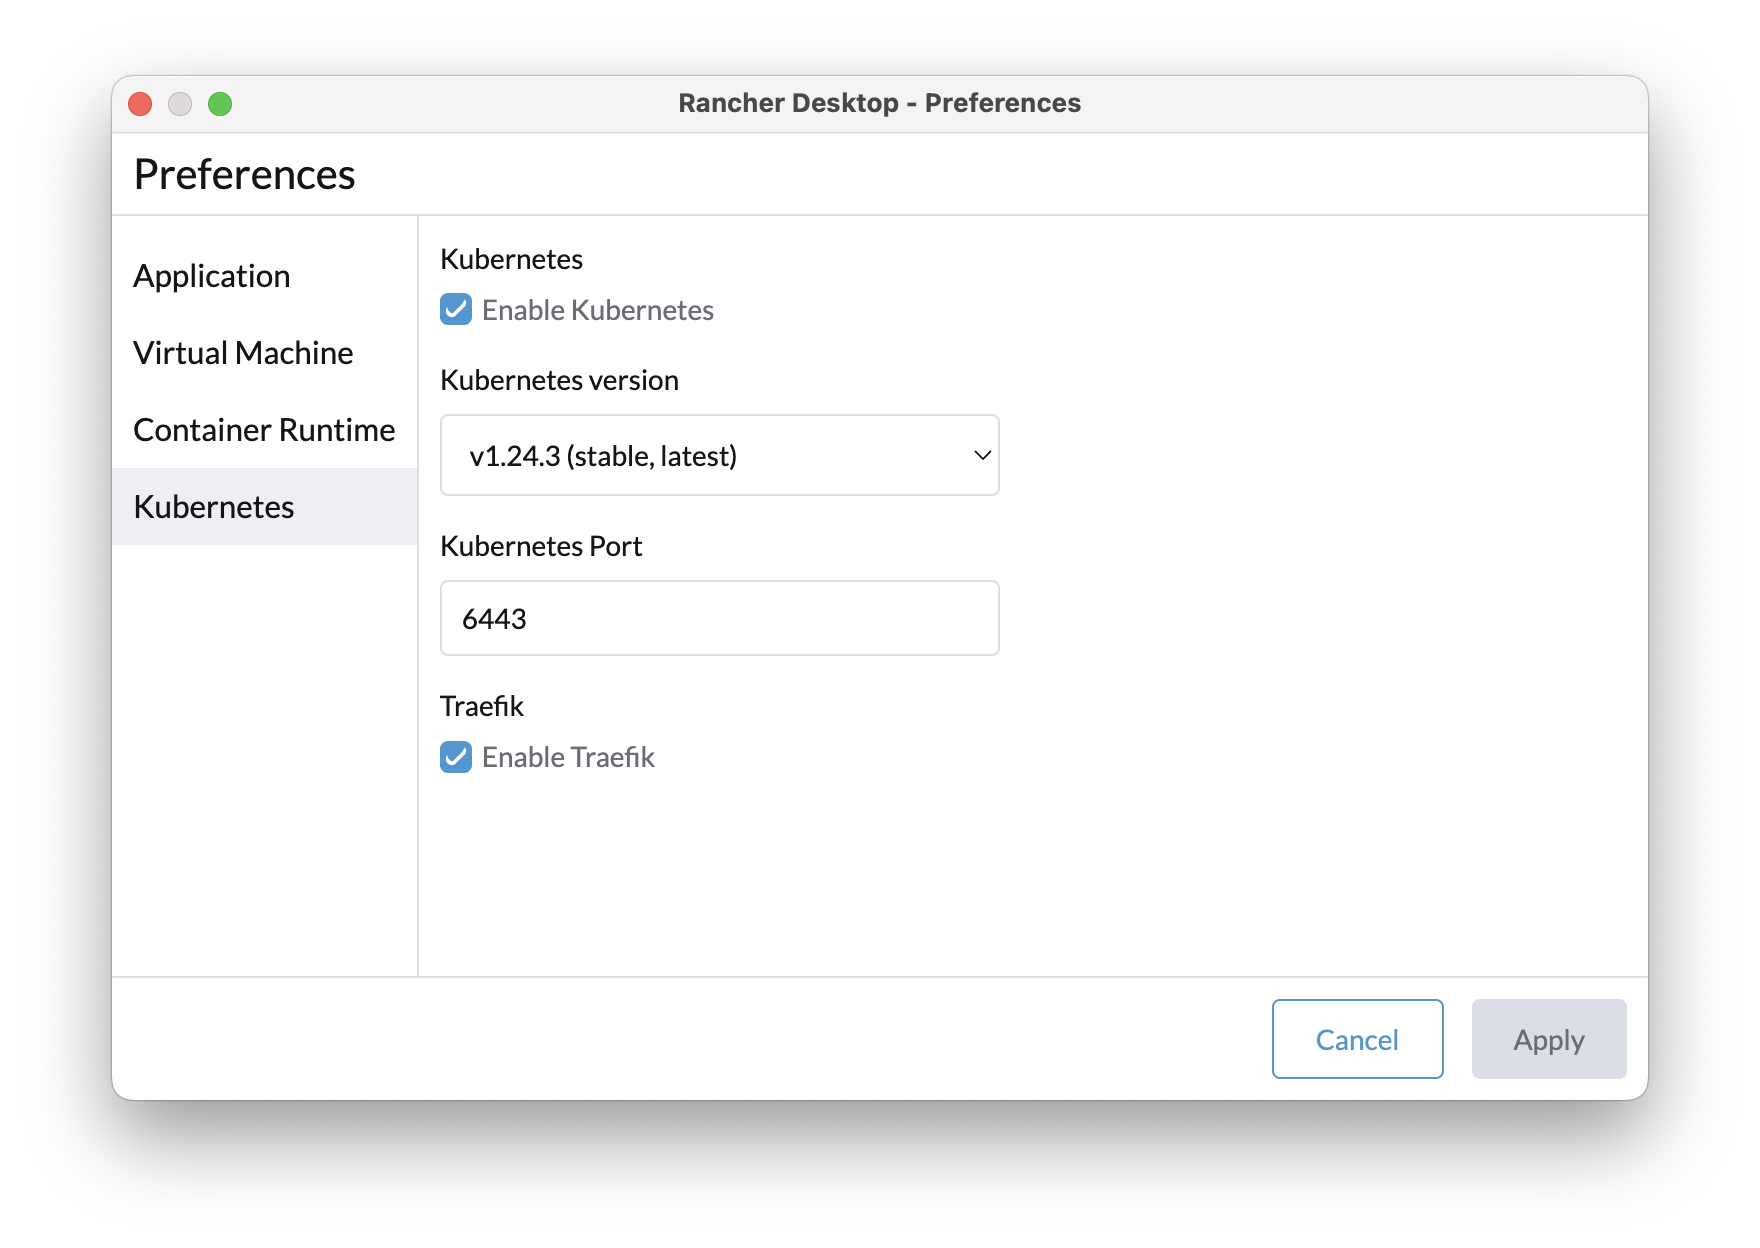 Rancher Desktop - Preferences
Preferences
Application
Virtual Machine
Container Runtime
Kubernetes
Kubernetes
Enable Kubernetes
Kubernetes version
v1.24.3 (stable, latest)
Kubernetes Port
6443
Traefik
Enable Traefik
Cancel
Apply